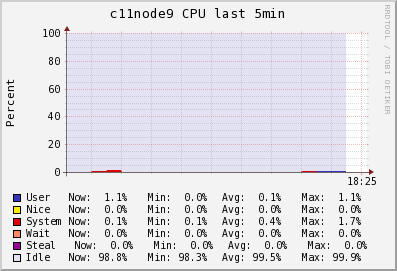 c11node9 CPU last 5min
RRDTOOL / TOBI OETIKER
Percent
100
80
60
40
20
0
18:25
User Now: 1.1% Min: 0.0% Avg: 0.1% Max: 1.1%
Nice Now: 0.0% Min: 0.0% Avg: 0.0% Max: 0.0%
System Now: 0.1% Min: 0.1% Avg: 0.4% Max: 1.7%
Wait Now: 0.0% Min: 0.0% Avg: 0.0% Max: 0.0%
Steal Now: 0.0% Min: 0.0% Avg: 0.0% Max: 0.0%
Idle Now: 98.8% Min: 98.3% Avg: 99.5% Max: 99.9%